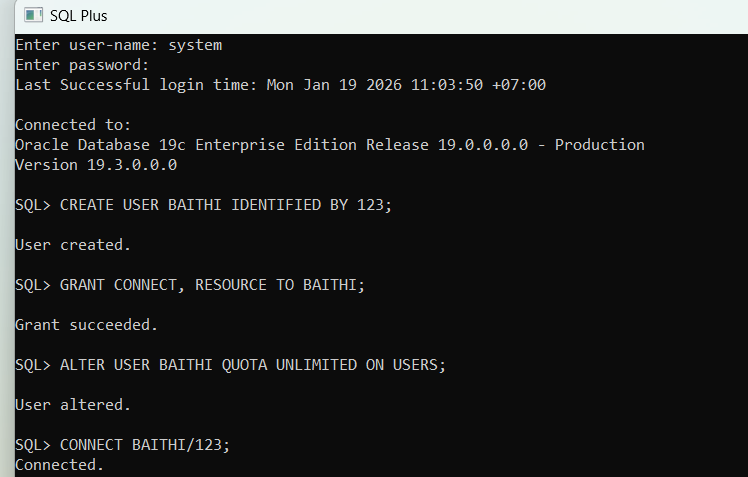 SQL Plus
Enter user-name: system
Enter password:
Last Successful login time: Mon Jan 19 2026 11:03:50 +07:00
Connected to:
Oracle Database 19c Enterprise Edition Release 19.0.0.0.0 - Production
Version 19.3.0.0.0
SQL> CREATE USER BAITHI IDENTIFIED BY 123;
User created.
SQL> GRANT CONNECT, RESOURCE TO BAITHI;
Grant succeeded.
SQL> ALTER USER BAITHI QUOTA UNLIMITED ON USERS;
User altered.
SQL> CONNECT BAITHI/123;
Connected.